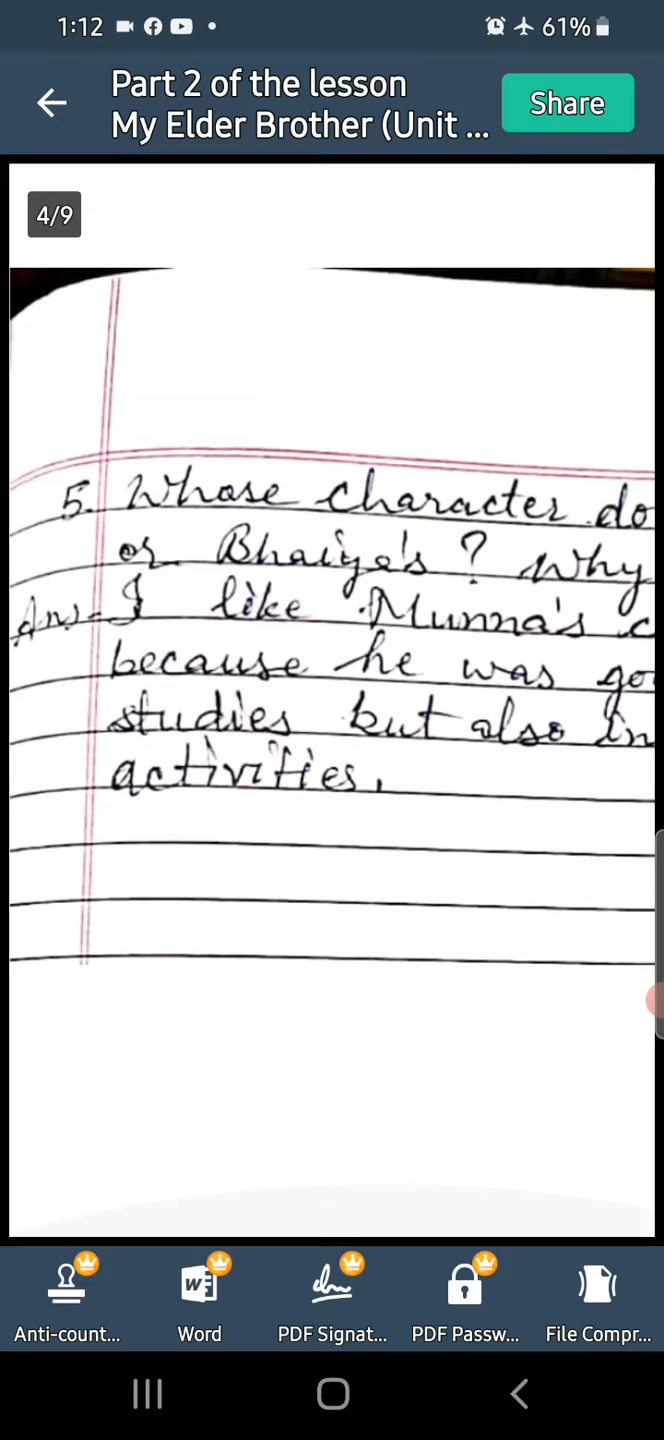 1:12
61%
Part 2 of the lesson
My Elder Brother (Unit ...
Share
4/9
5. Whose character do
or Bhaiya's? Why
Ans- I like Munna's c
because he was go
studies but also in
activities.
Anti-count...
Word
PDF Signat...
PDF Passw...
File Compr...